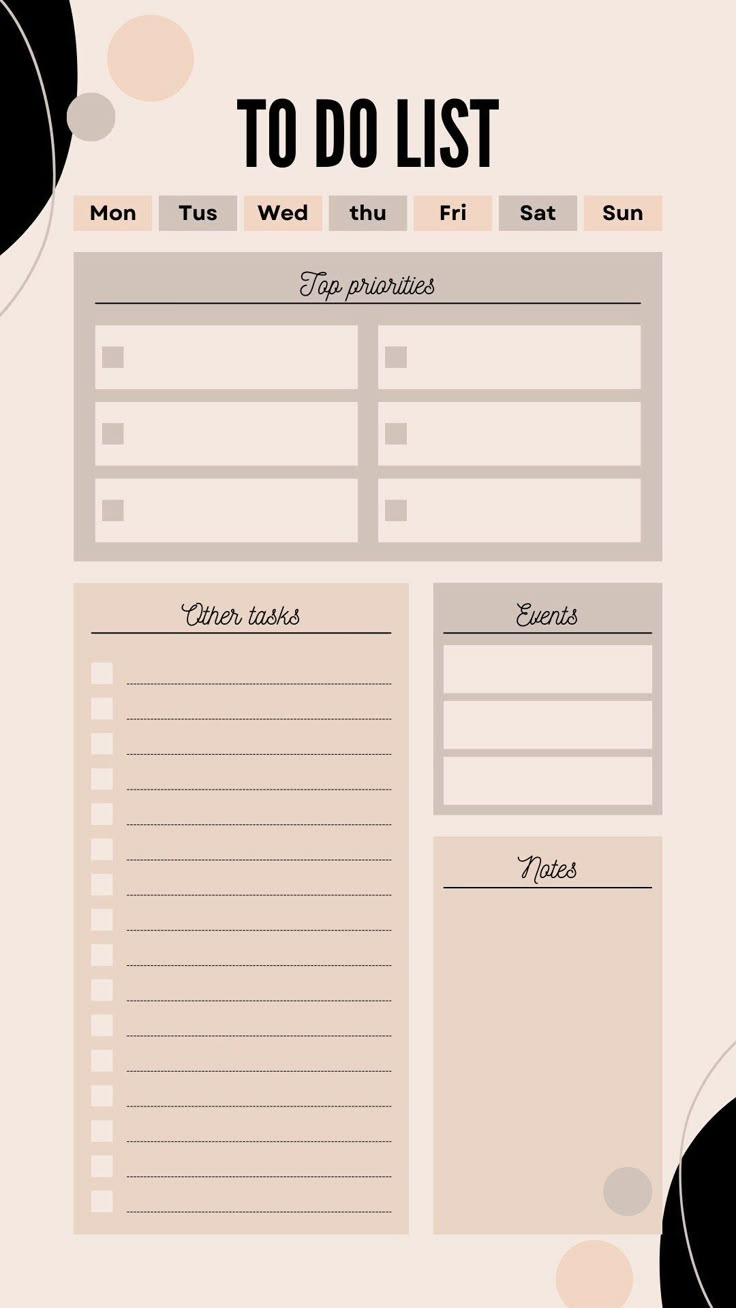 TO DO LIST
Mon Tus Wed thu Fri Sat Sun
Top priorities
Other tasks
Events
Notes